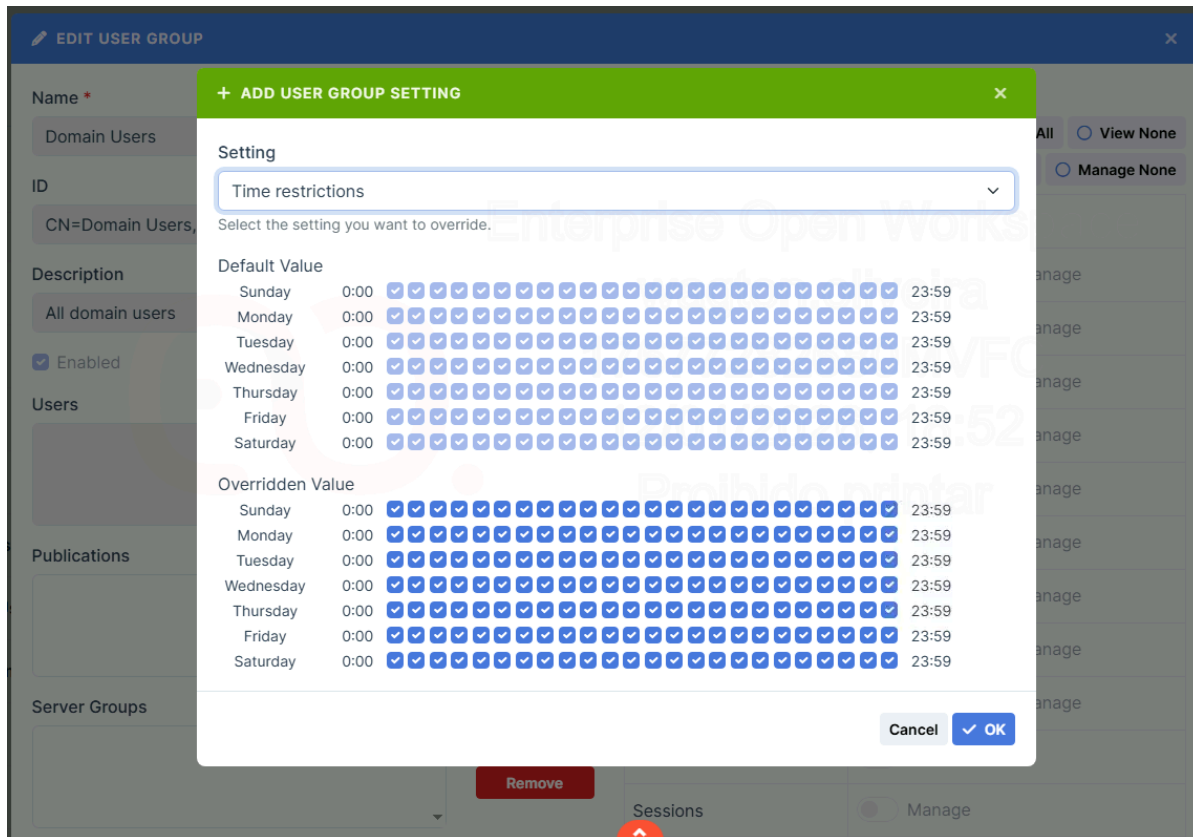 EDIT USER GROUP
ADD USER GROUP SETTING
Name *
Domain Users
All
View None
Manage None
ID
CN=Domain Users,
Description
All domain users
Enabled
Users
Publications
Server Groups
Setting
Time restrictions
Select the setting you want to override.
Enterprise Open Worksp
Default Value
Sunday 0:00 23:59
Monday 0:00 23:59
Tuesday 0:00 23:59
Wednesday 0:00 23:59
Thursday 0:00 23:59
Friday 0:00 23:59
Saturday 0:00 23:59
Overridden Value
Proibido printar
Sunday 0:00 23:59
Monday 0:00 23:59
Tuesday 0:00 23:59
Wednesday 0:00 23:59
Thursday 0:00 23:59
Friday 0:00 23:59
Saturday 0:00 23:59
Cancel
OK
anage
anage
anage
anage
anage
anage
anage
anage
anage
Remove
Sessions
Manage